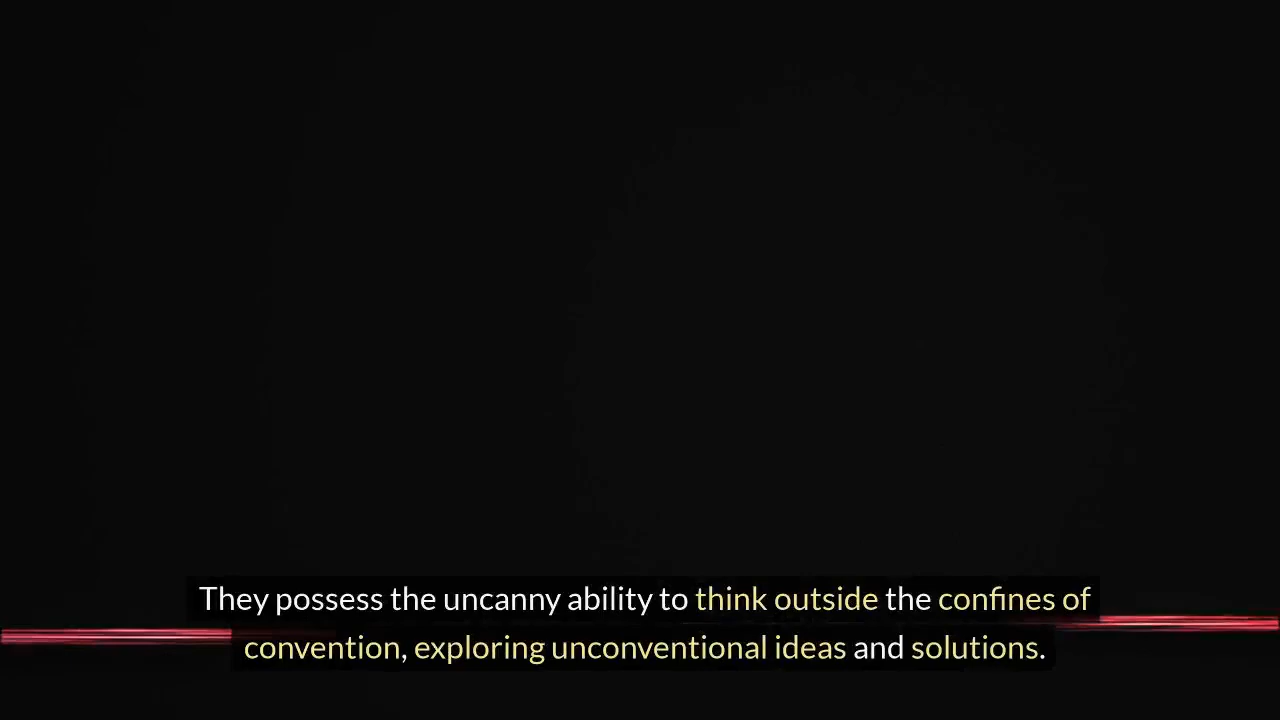 They possess the uncanny ability to think outside the confines of
convention, exploring unconventional ideas and solutions.